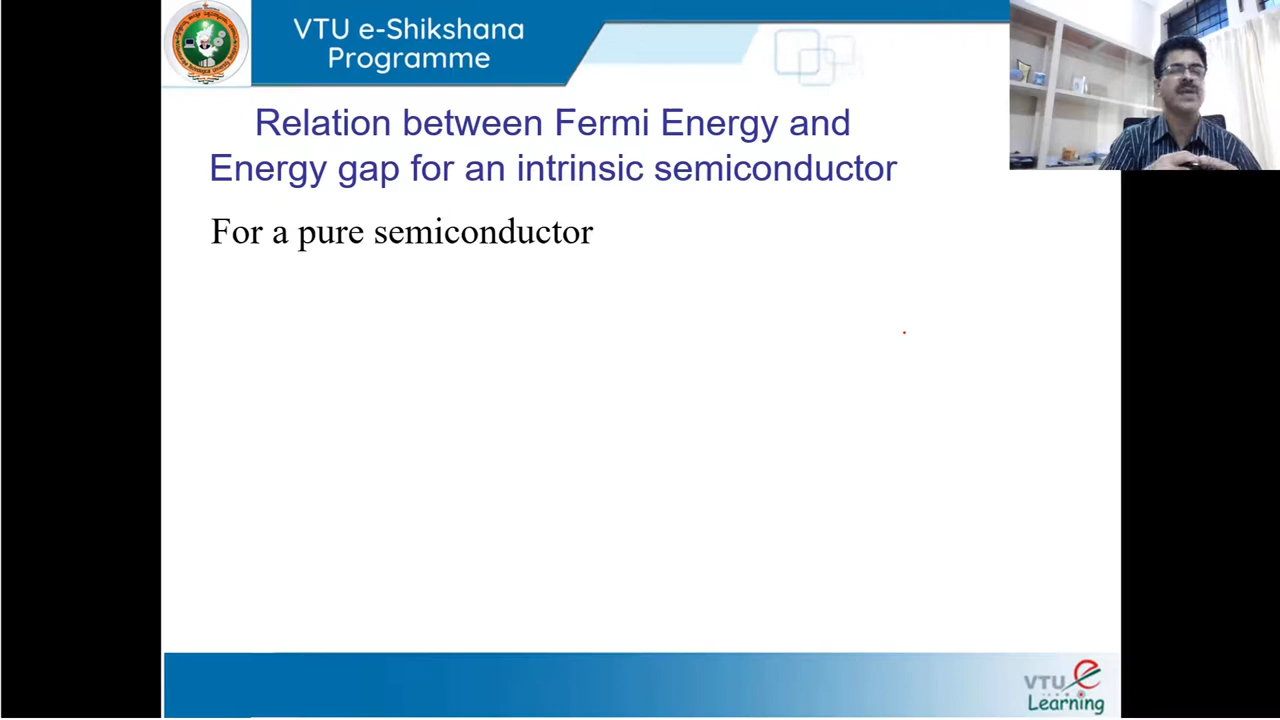 VTU e-Shikshana
Programme
Relation between Fermi Energy and
Energy gap for an intrinsic semiconductor
For a pure semiconductor
VTU e
Learning